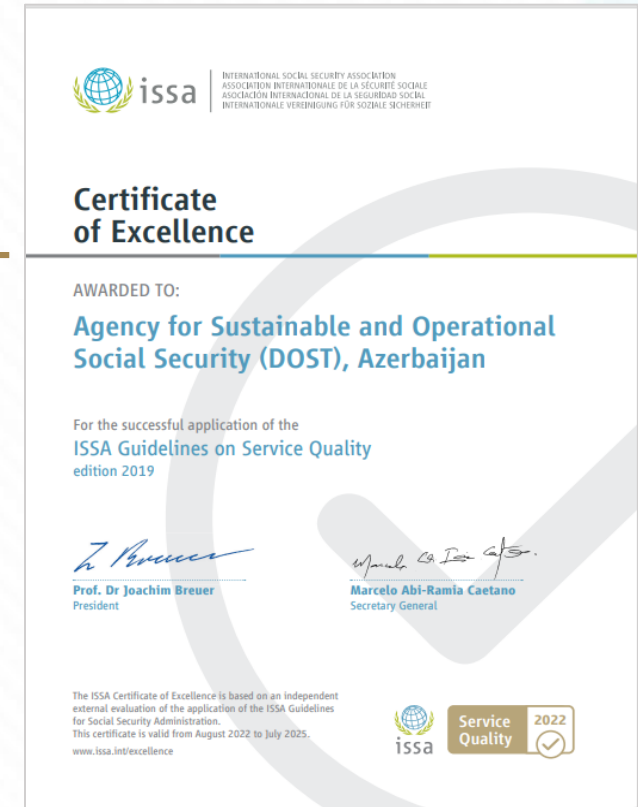 issa
INTERNATIONAL SOCIAL SECURITY ASSOCIATION
ASSOCIATION INTERNATIONALE DE LA SÉCURITÉ SOCIALE
ASOCIACIÓN INTERNACIONAL DE LA SEGURIDAD SOCIAL
INTERNATIONALE VEREINIGUNG FÜR SOZIALE SICHERHEIT
Certificate
of Excellence
AWARDED TO:
Agency for Sustainable and Operational
Social Security (DOST), Azerbaijan
For the successful application of the
ISSA Guidelines on Service Quality
edition 2019
Prof. Dr Joachim Breuer
President
Marcelo Abi-Ramia Caetano
Secretary General
The ISSA Certificate of Excellence is based on an independent
external evaluation of the application of the ISSA Guidelines
for Social Security Administration.
This certificate is valid from August 2022 to July 2025.
www.issa.int/excellence
issa
Service
Quality
2022